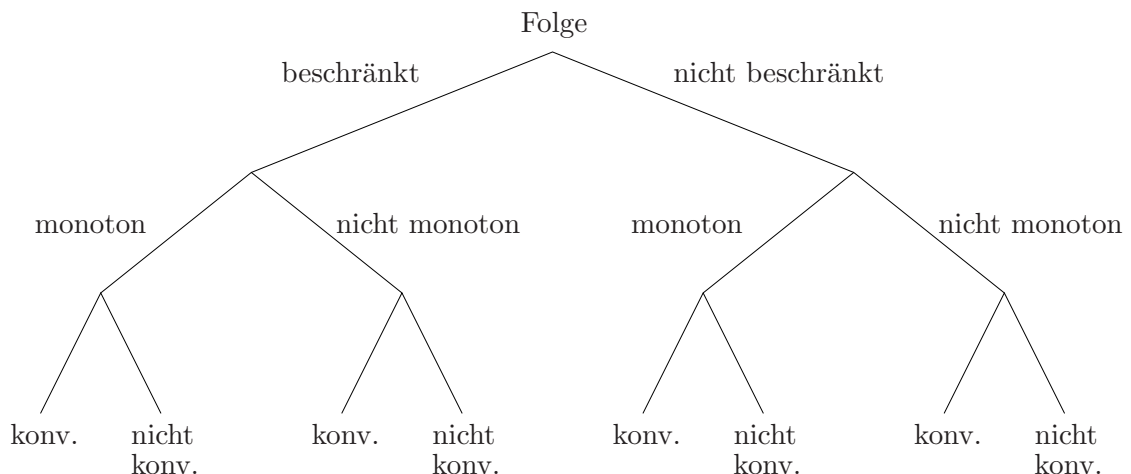 Folge
beschränkt
nicht beschränkt
monoton
nicht monoton
monoton
nicht monoton
konv.
nicht
konv.
konv.
nicht
konv.
konv.
nicht
konv.
konv.
nicht
konv.